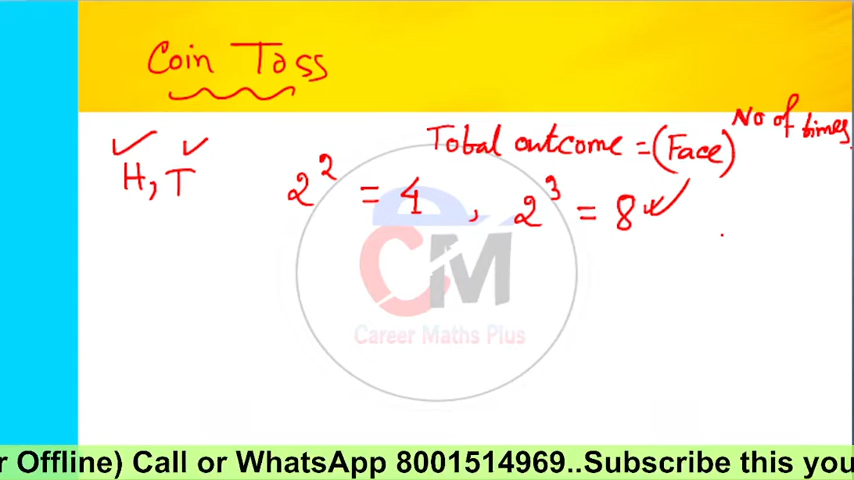 Coin Toss
H, T
Total outcome = (Face)^No of times
2^2 = 4 , 2^3 = 8
CM
Career Maths Plus
r Offline) Call or WhatsApp 8001514969..Subscribe this you